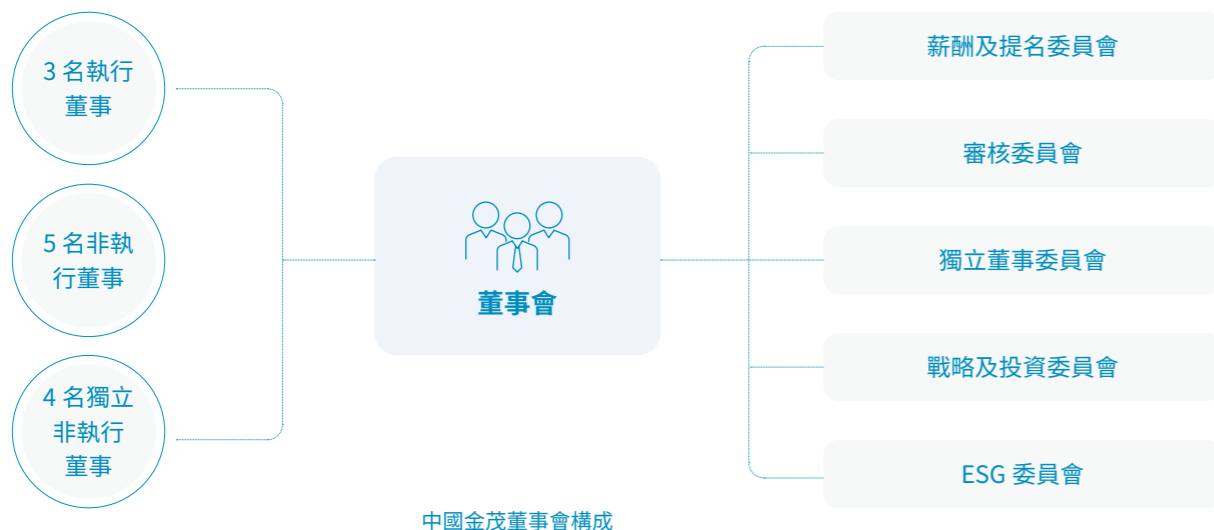 3 名執行
董事
5 名非執
行董事
4 名獨立
非執行
董事
董事會
薪酬及提名委員會
審核委員會
獨立董事委員會
戰略及投資委員會
ESG 委員會
中國金茂董事會構成